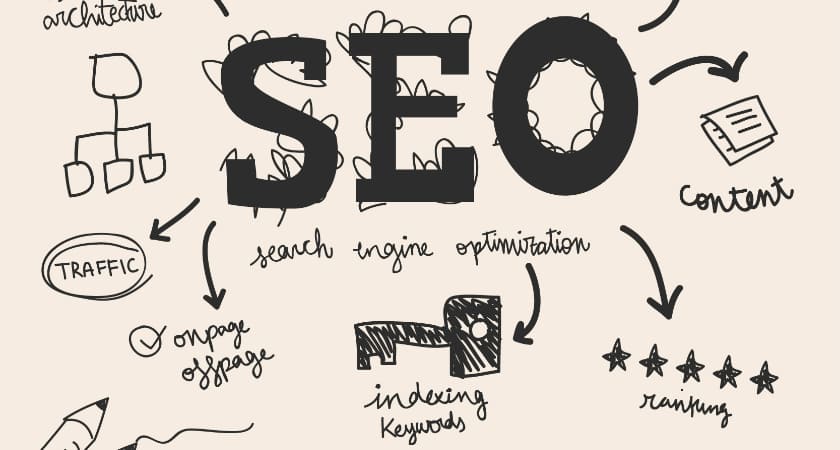 architecture
SEO
search engine optimization
content
TRAFFIC
onpage
offpage
indexing
keywords
ranking